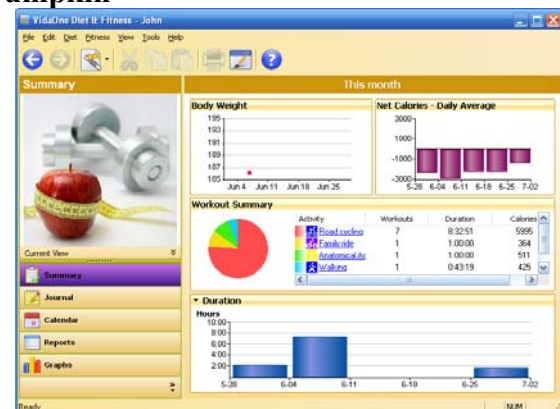 VidaOne Diet & Fitness - John
File Edit Diet Fitness View Tools Help
Summary
This month
Body Weight
195
193
191
189
187
185
Jun 4 Jun 11 Jun 18 Jun 25
Net Calories - Daily Average
3000
1000
-1000
-3000
5-28 6-04 6-11 6-18 6-25 7-02
Workout Summary
Activity Workouts Duration Calories
Road cycling 7 8:32:51 5995
Family ride 1 1:00:00 364
Anatomical Ac 1 1:00:00 511
Walking 1 0:43:19 425
Current View
Summary
Journal
Calendar
Reports
Graphs
Duration
Hours
10:00
8:00
6:00
4:00
2:00
5-28 6-04 6-11 6-18 6-25 7-02
Ready
NUM